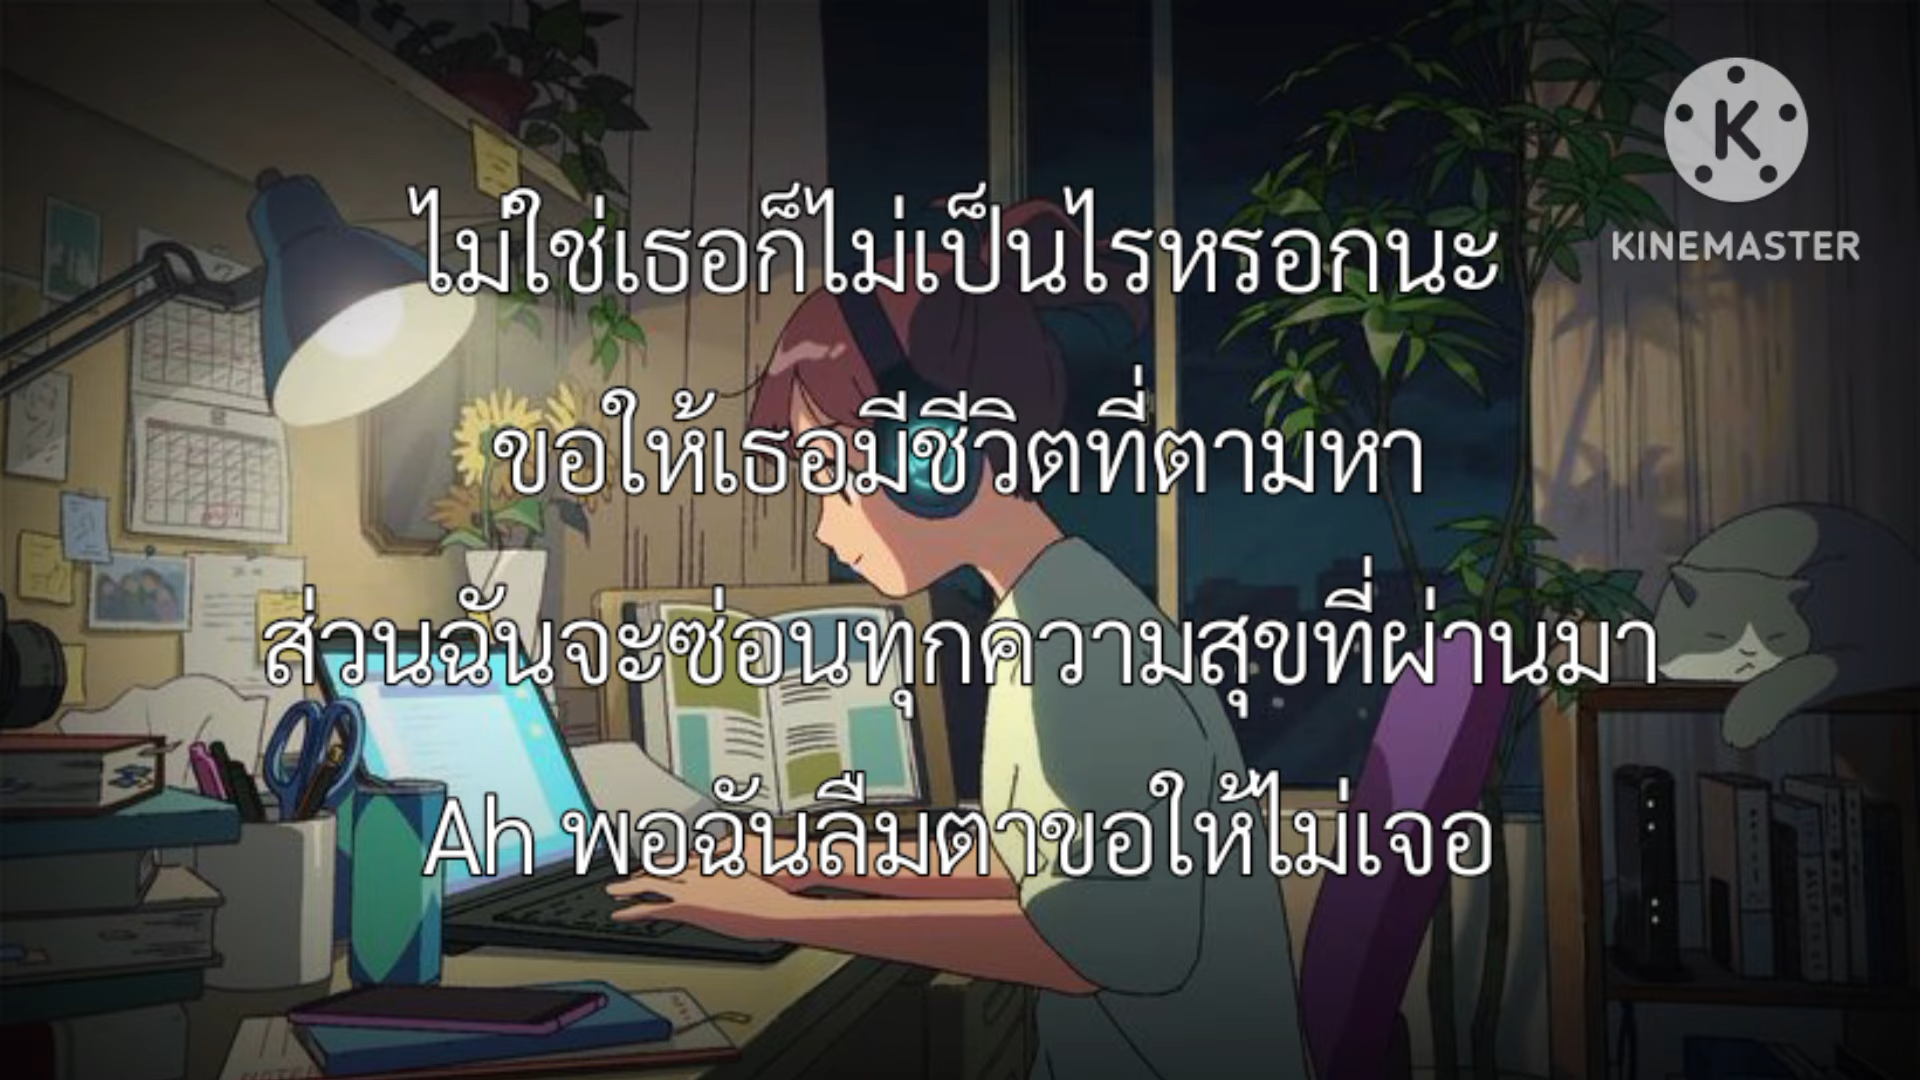 KINEMASTER
ไม่ใช่เธอก็ไม่เป็นไรหรอกนะ
ขอให้เธอมีชีวิตที่ตามหา
ส่วนฉันจะซ่อนทุกความสุขที่ผ่านมา
Ah พอฉันลืมตาขอให้ไม่เจอ